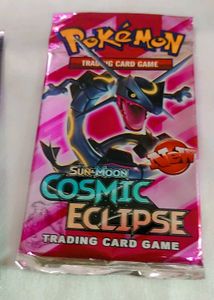 POKéMON
TRADING CARD GAME
New
SUN & MOON
COSMIC
ECLIPSE
TRADING CARD GAME